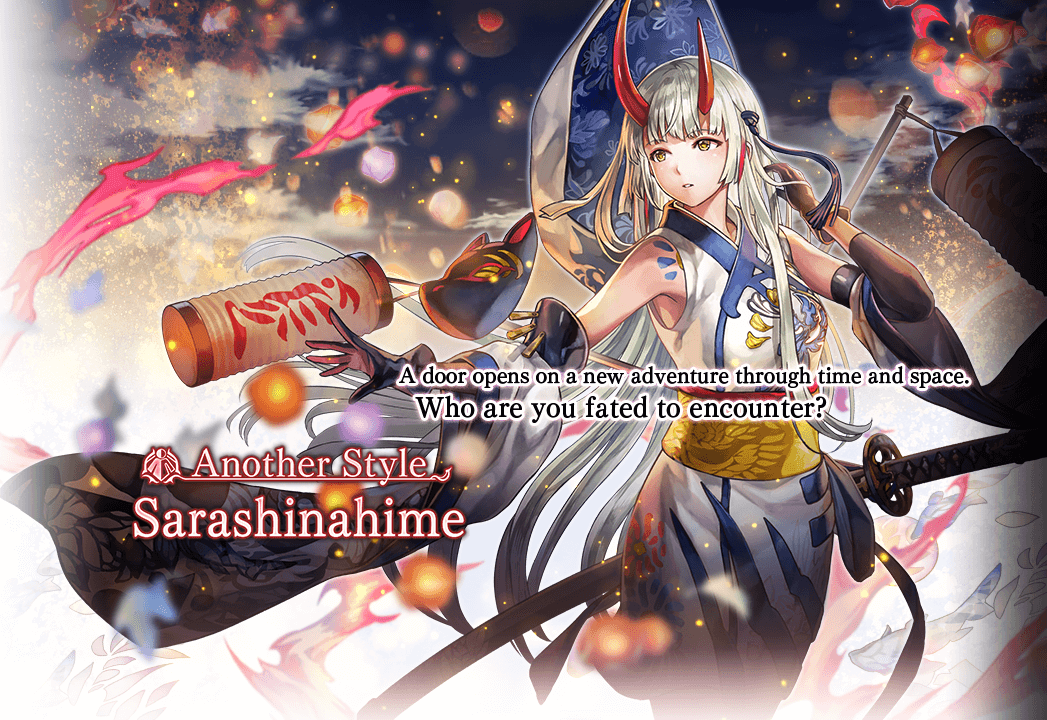 A door opens on a new adventure through time and space.
Who are you fated to encounter?
Another Style
Sarashinahime